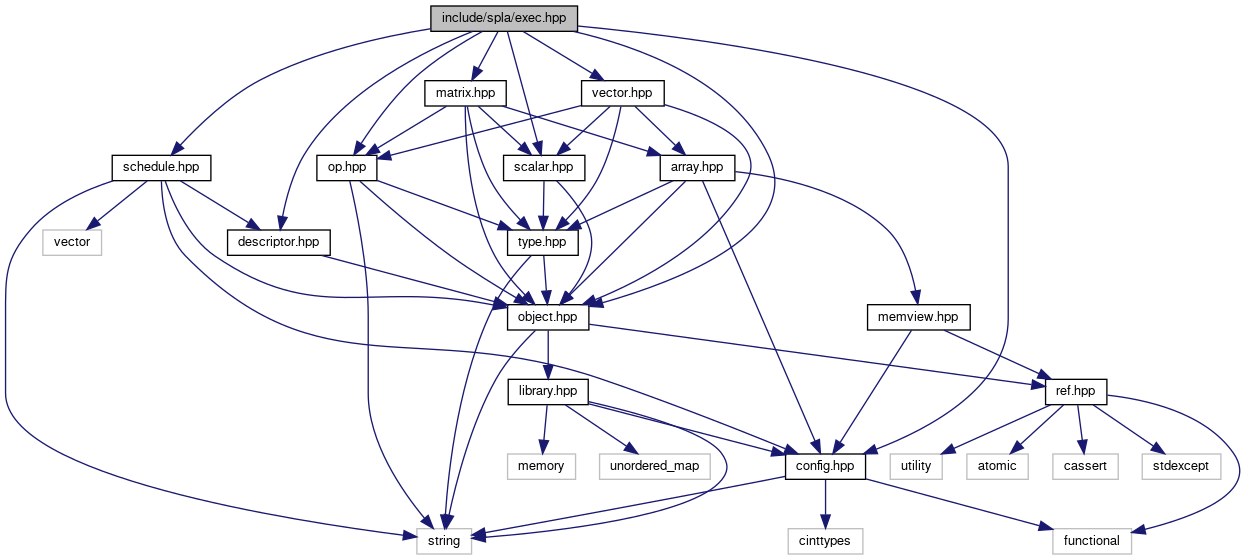 include/spla/exec.hpp
matrix.hpp
vector.hpp
schedule.hpp
op.hpp
scalar.hpp
array.hpp
vector
descriptor.hpp
type.hpp
object.hpp
memview.hpp
library.hpp
ref.hpp
memory
unordered_map
config.hpp
utility
atomic
cassert
stdexcept
string
cinttypes
functional